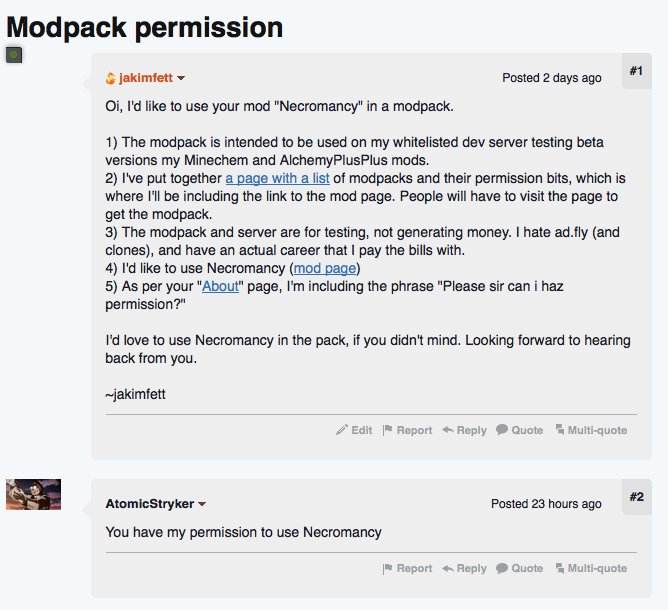 Modpack permission
jakimfett
Posted 2 days ago
#1
Oi, I'd like to use your mod "Necromancy" in a modpack.
1) The modpack is intended to be used on my whitelisted dev server testing beta
versions my Minechem and AlchemyPlusPlus mods.
2) I've put together a page with a list of modpacks and their permission bits, which is
where I'll be including the link to the mod page. People will have to visit the page to
get the modpack.
3) The modpack and server are for testing, not generating money. I hate ad.fly (and
clones), and have an actual career that I pay the bills with.
4) I'd like to use Necromancy (mod page)
5) As per your "About" page, I'm including the phrase "Please sir can i haz
permission?"
I'd love to use Necromancy in the pack, if you didn't mind. Looking forward to hearing
back from you.
~jakimfett
Edit Report Reply Quote Multi-quote
AtomicStryker
Posted 23 hours ago
#2
You have my permission to use Necromancy
Report Reply Quote Multi-quote